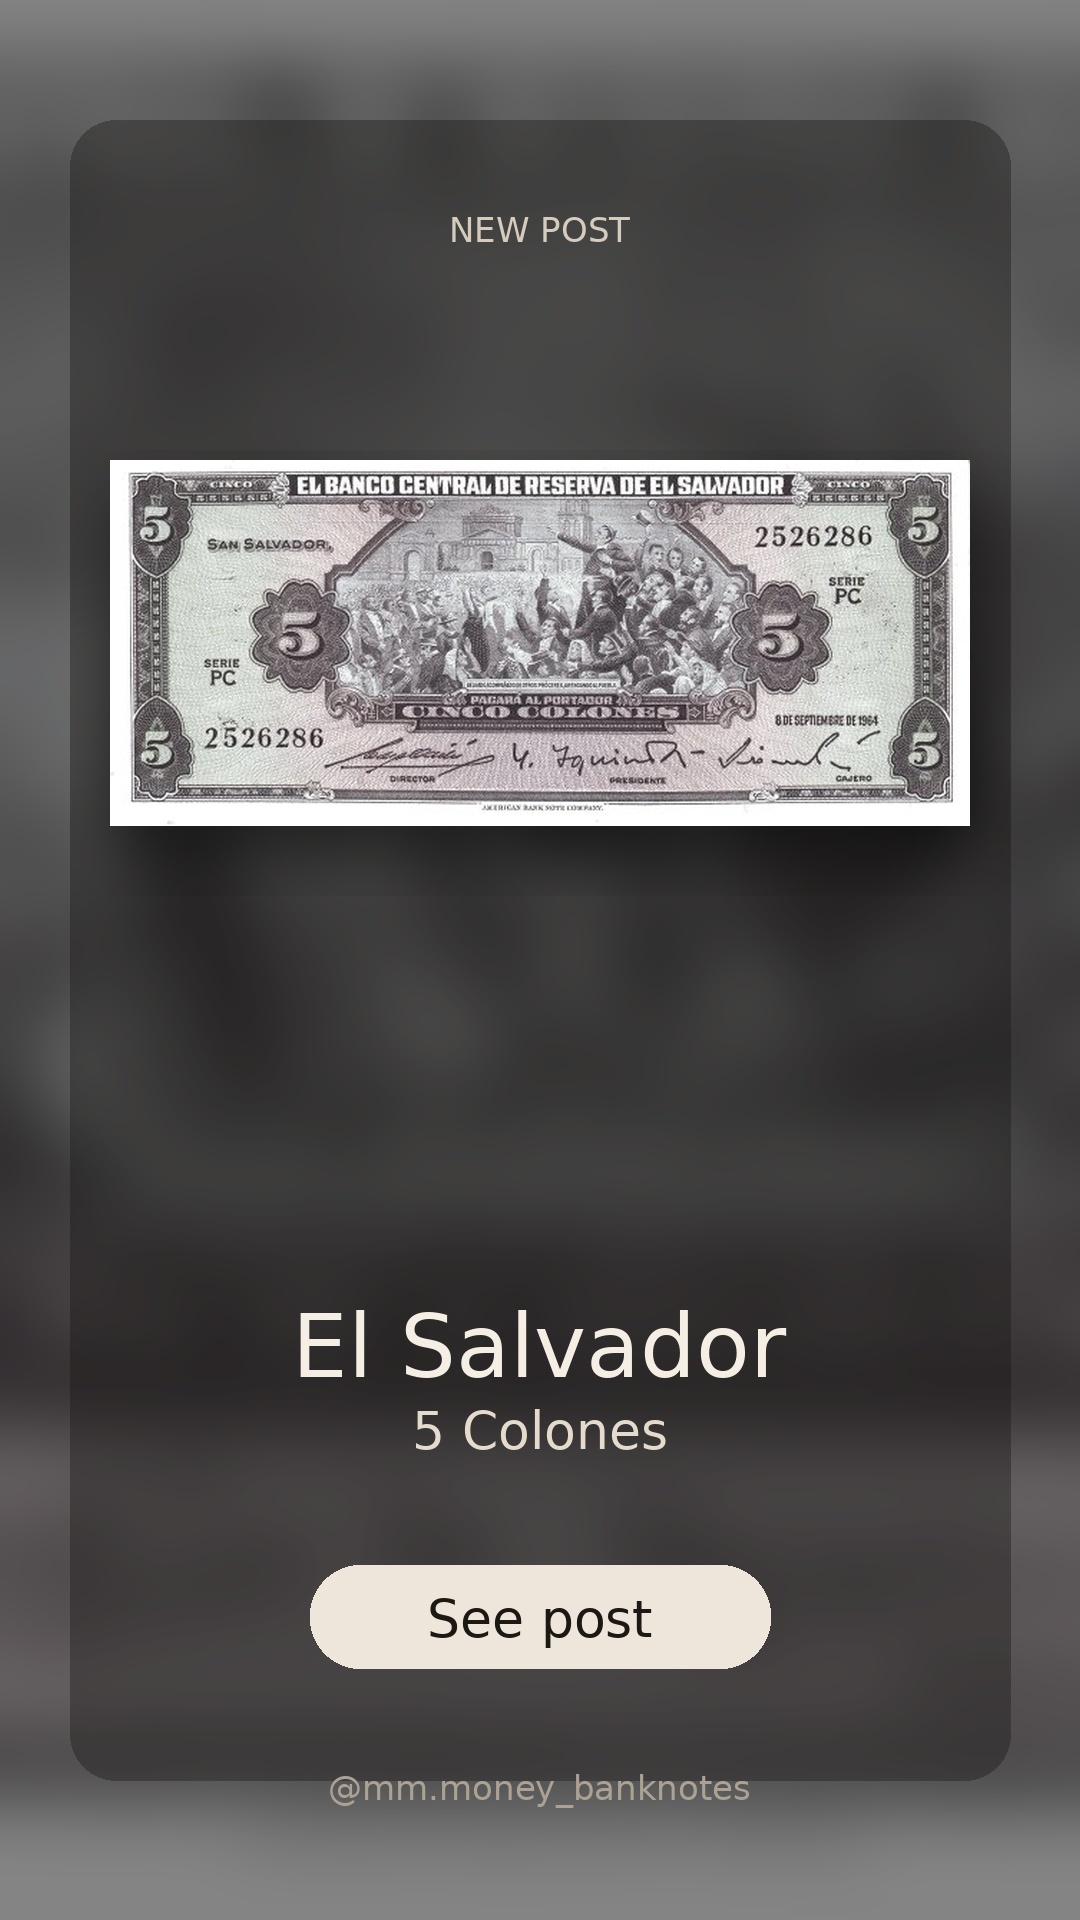 NEW POST
CINCO
EL BANCO CENTRAL DE RESERVA DE EL SALVADOR
CINCO
5
5
SAN SALVADOR,
2526286
SERIE
PC
5
5
SERIE
PC
PAGARÁ AL PORTADOR
CINCO COLONES
8 DE SEPTIEMBRE DE 1964
2526286
5
5
DIRECTOR
PRESIDENTE
CAJERO
AMERICAN BANK NOTE COMPANY.
El Salvador
5 Colones
See post
@mm.money_banknotes